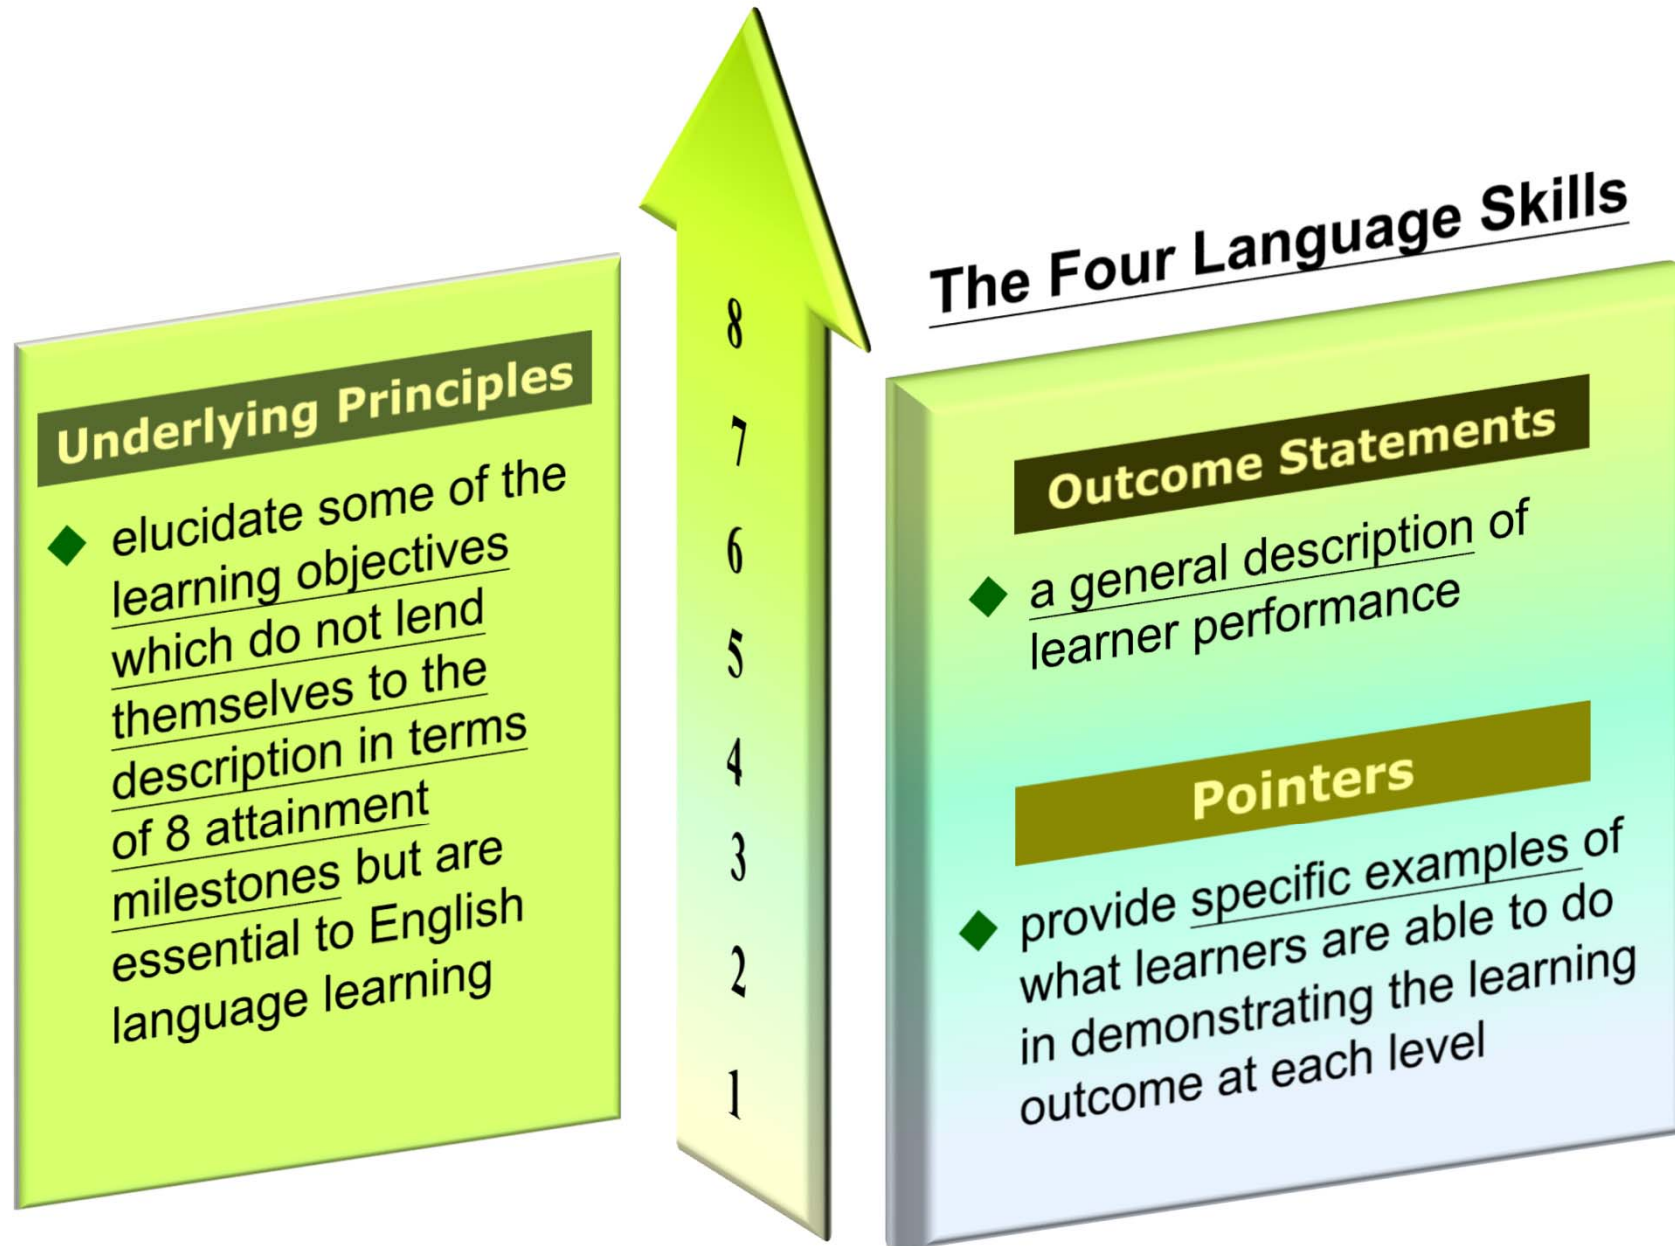 Underlying Principles
elucidate some of the
learning objectives
which do not lend
themselves to the
description in terms
of 8 attainment
milestones but are
essential to English
language learning
8
7
6
5
4
3
2
1
The Four Language Skills
Outcome Statements
a general description of
learner performance
Pointers
provide specific examples of
what learners are able to do
in demonstrating the learning
outcome at each level